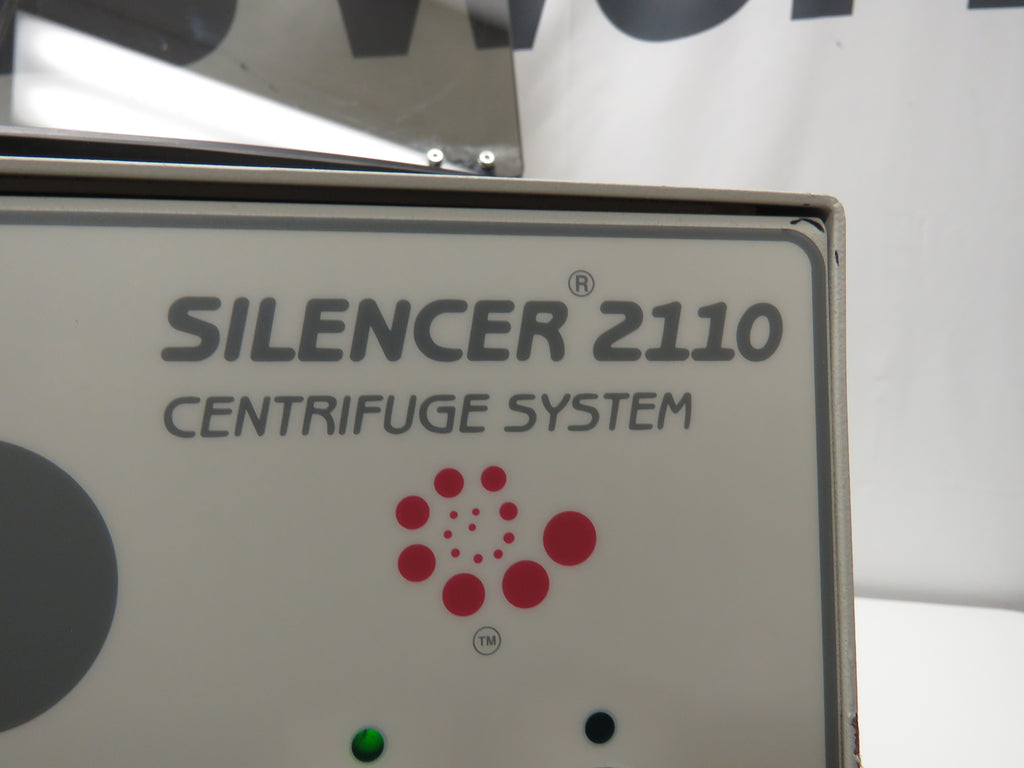 SILENCER® 2110
CENTRIFUGE SYSTEM
TM